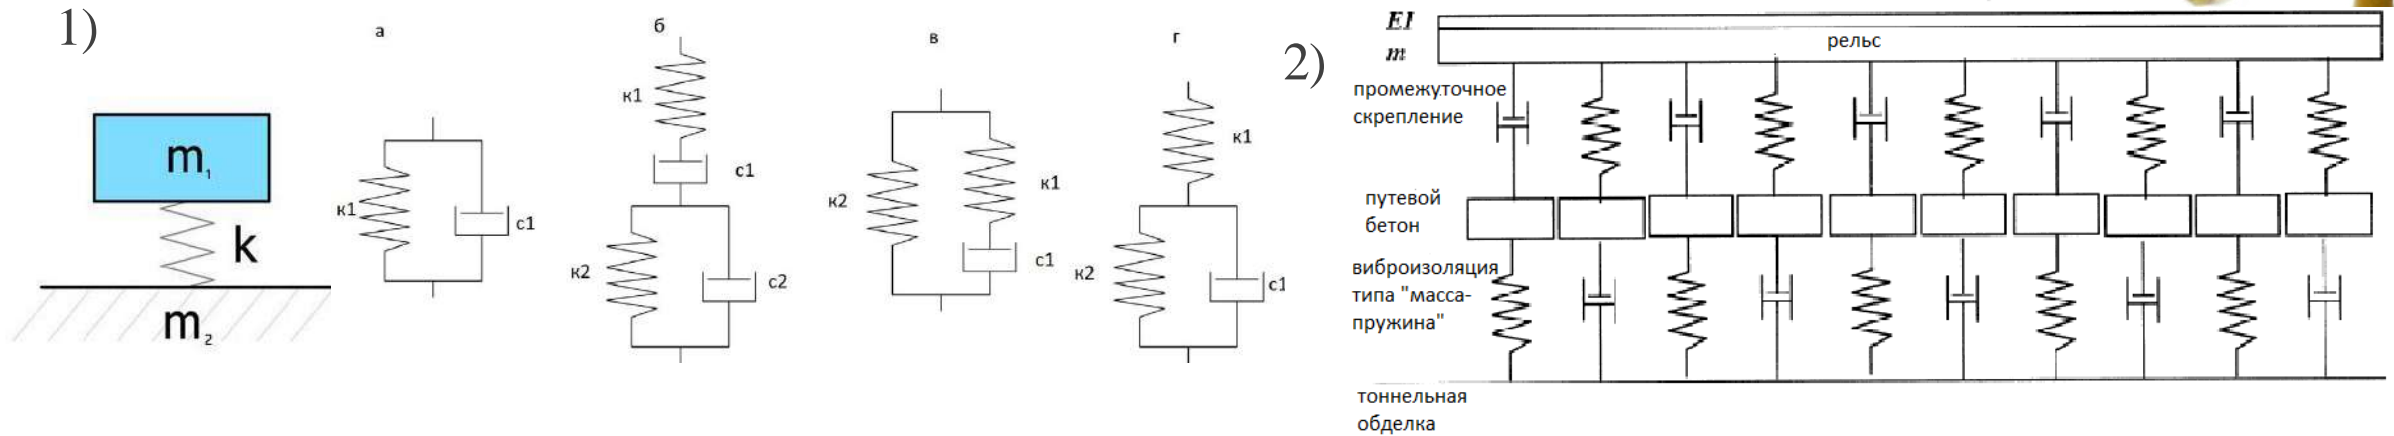 1)
m₁
k
m₂
а
к1
с1
б
к1
с1
к2
с2
в
к2
к1
с1
г
к1
к2
с1
2)
EI
m
рельс
промежуточное
скрепление
путевой
бетон
виброизоляция
типа "масса-
пружина"
тоннельная
обделка